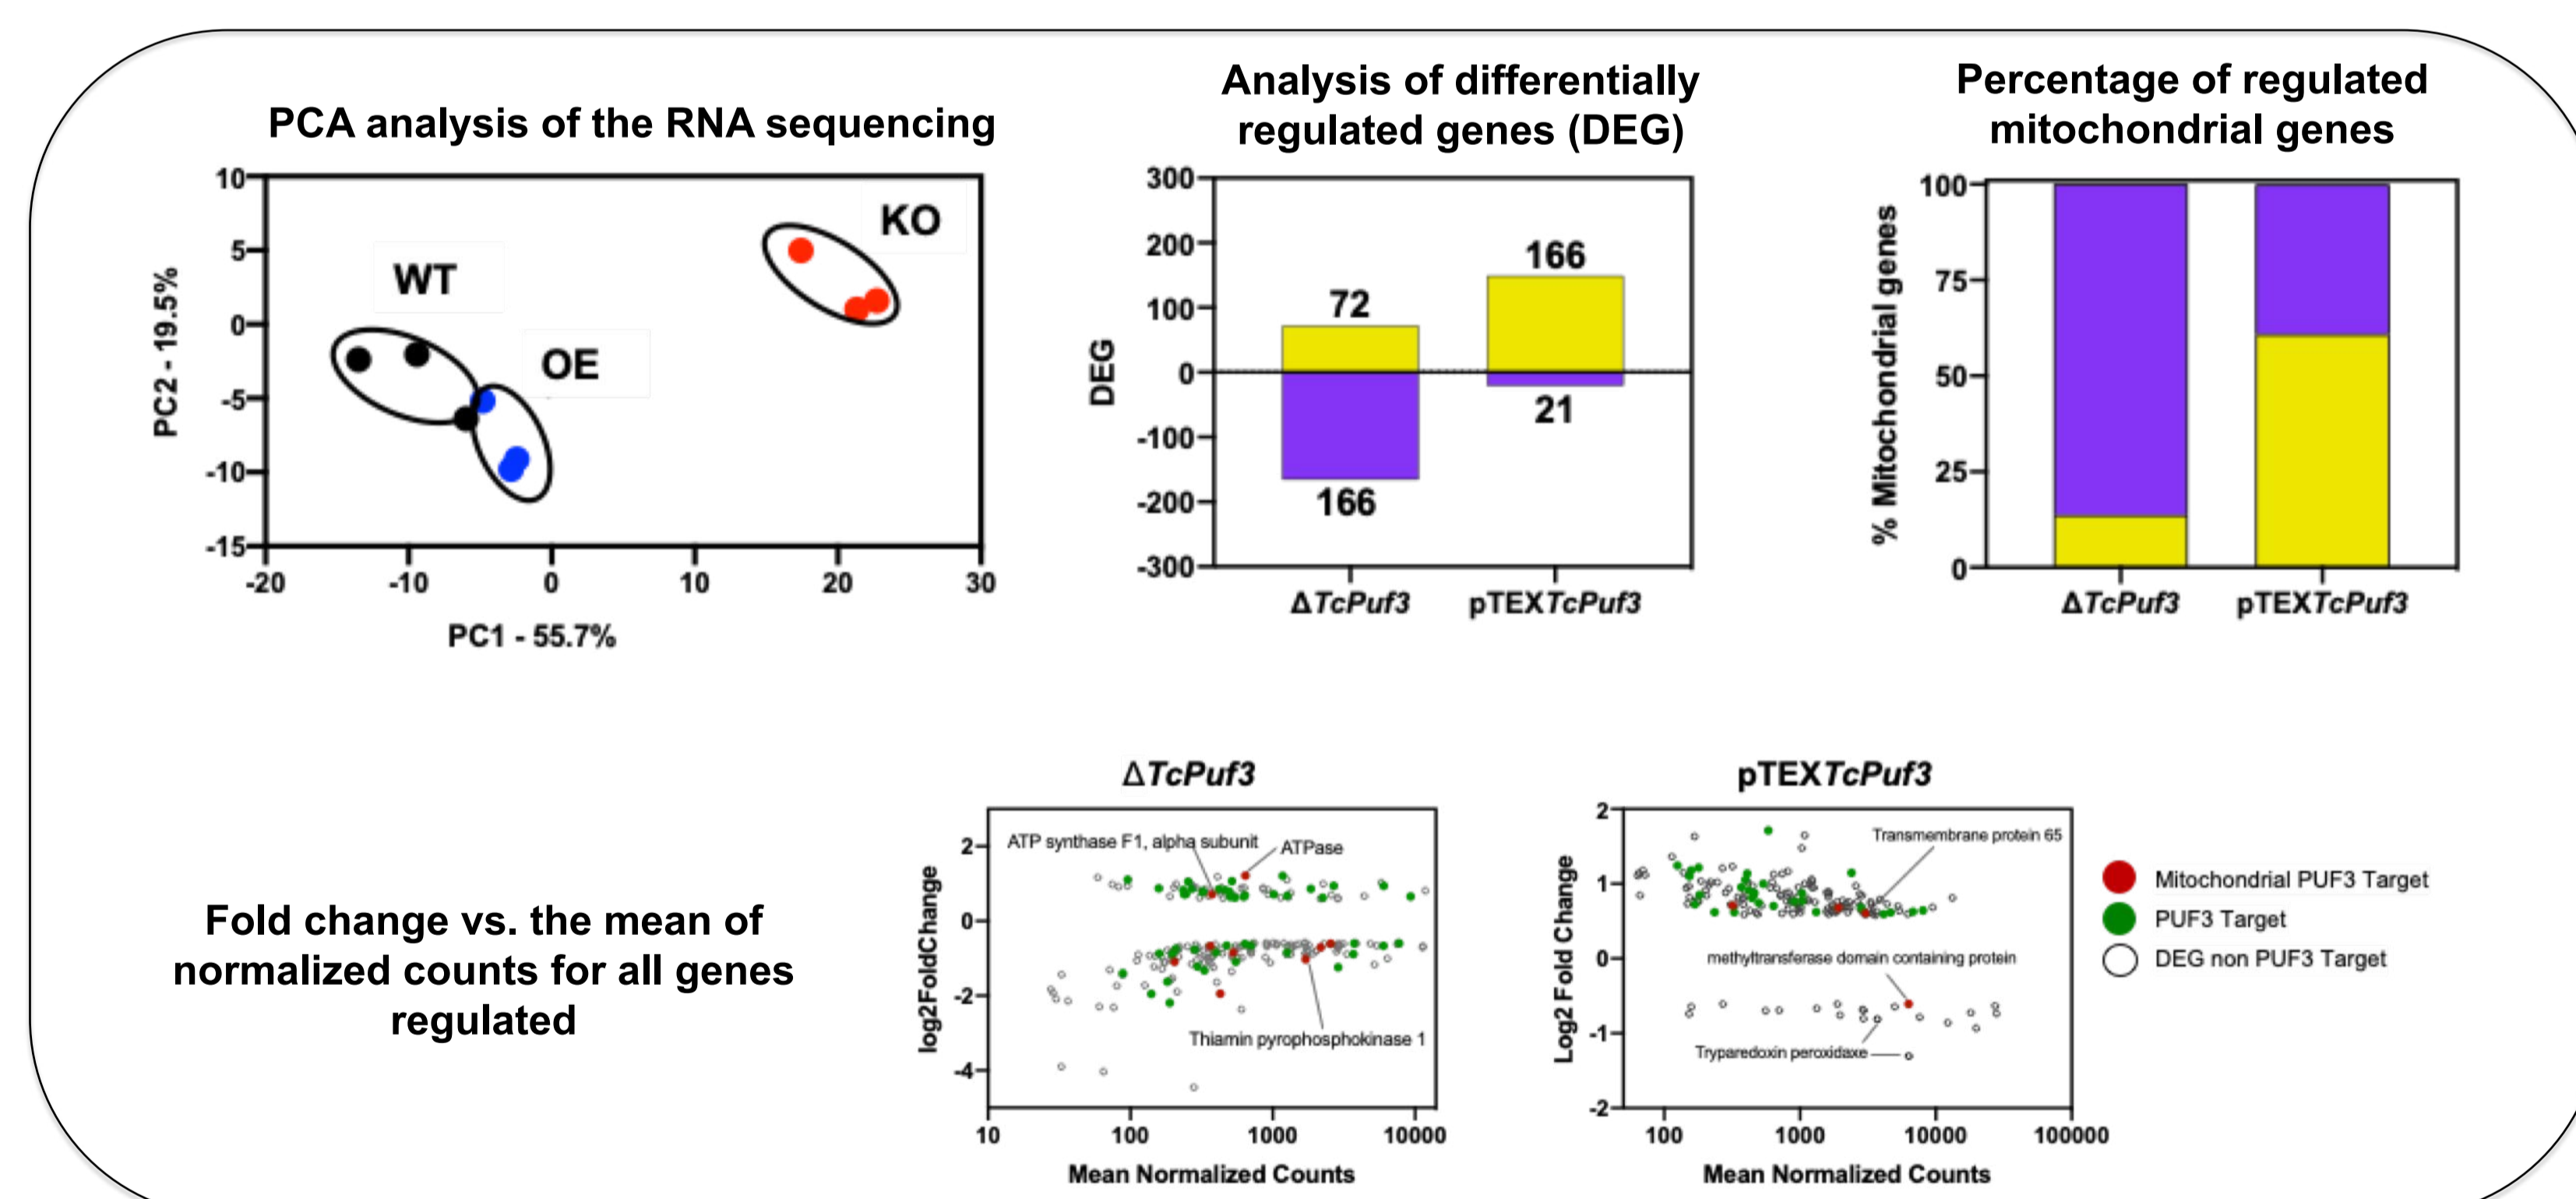 PCA analysis of the RNA sequencing
10
5
0
-5
-10
-15
PC2 - 19.5%
WT
OE
KO
-20 -10 0 10 20 30
PC1 - 55.7%
Analysis of differentially
regulated genes (DEG)
300
200
100
0
-100
-200
-300
DEG
72
166
166
21
ΔTcPuf3 pTEXTcPuf3
Percentage of regulated
mitochondrial genes
100
75
50
25
0
% Mitochondrial genes
ΔTcPuf3 pTEXTcPuf3
Fold change vs. the mean of
normalized counts for all genes
regulated
ΔTcPuf3
2
0
-2
-4
log2FoldChange
ATP synthase F1, alpha subunit
ATPase
Thiamin pyrophosphokinase 1
10 100 1000 10000
Mean Normalized Counts
pTEXTcPuf3
2
1
0
-1
-2
Log2 Fold Change
Transmembrane protein 65
methyltransferase domain containing protein
Tryparedoxin peroxidaxe
100 1000 10000 100000
Mean Normalized Counts
Mitochondrial PUF3 Target
PUF3 Target
DEG non PUF3 Target